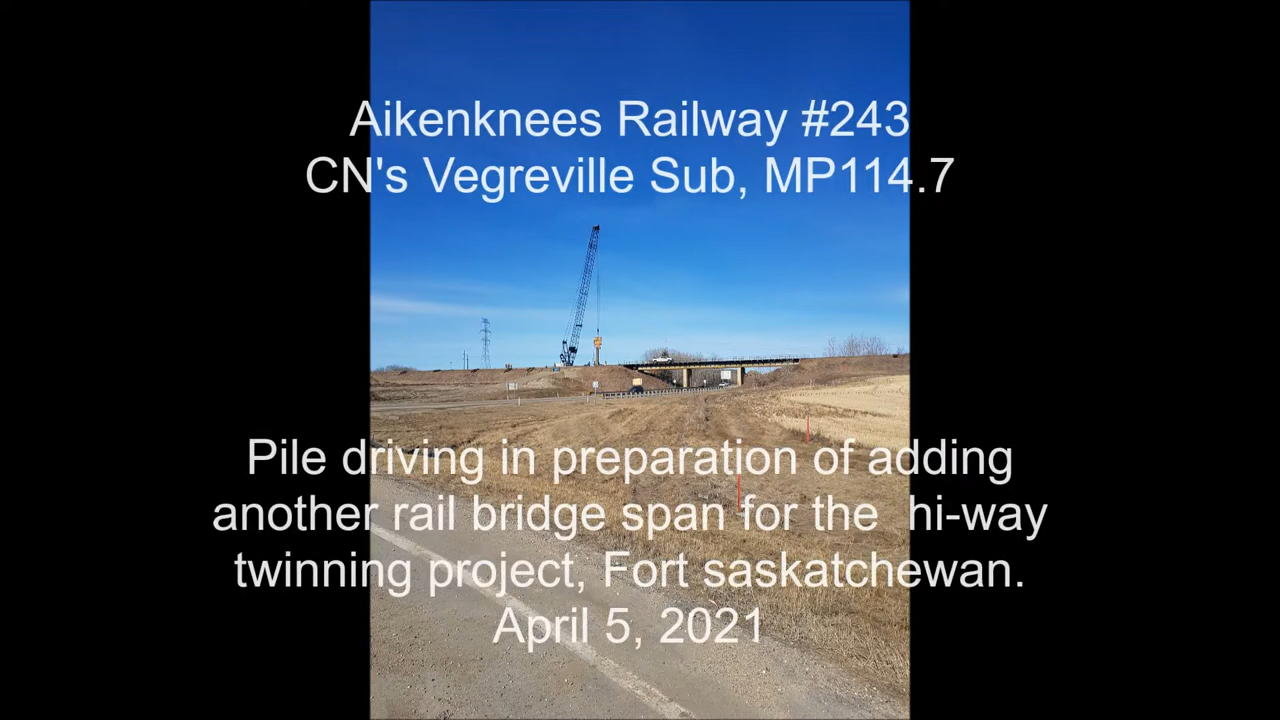 Aikenknees Railway #243
CN's Vegreville Sub, MP114.7
Pile driving in preparation of adding
another rail bridge span for the hi-way
twinning project, Fort saskatchewan.
April 5, 2021